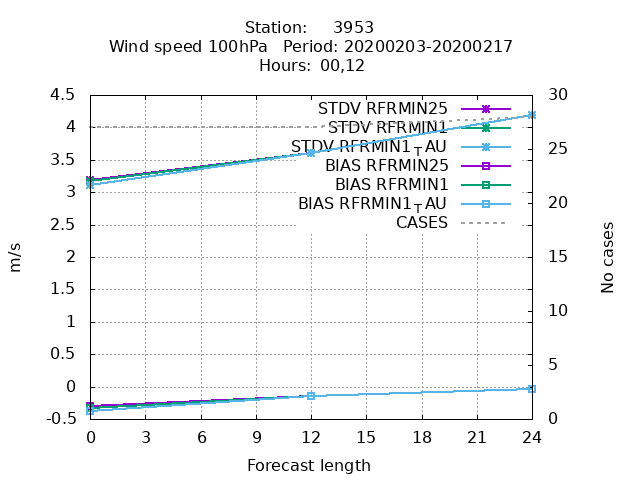 Station: 3953
Wind speed 100hPa Period: 20200203-20200217
Hours: 00,12
4.5
4
3.5
3
2.5
2
1.5
1
0.5
0
-0.5
m/s
STDV RFRMIN25
STDV RFRMIN1
STDV RFRMIN1TAU
BIAS RFRMIN25
BIAS RFRMIN1
BIAS RFRMIN1TAU
CASES
30
25
20
15
10
5
0
No cases
0 3 6 9 12 15 18 21 24
Forecast length